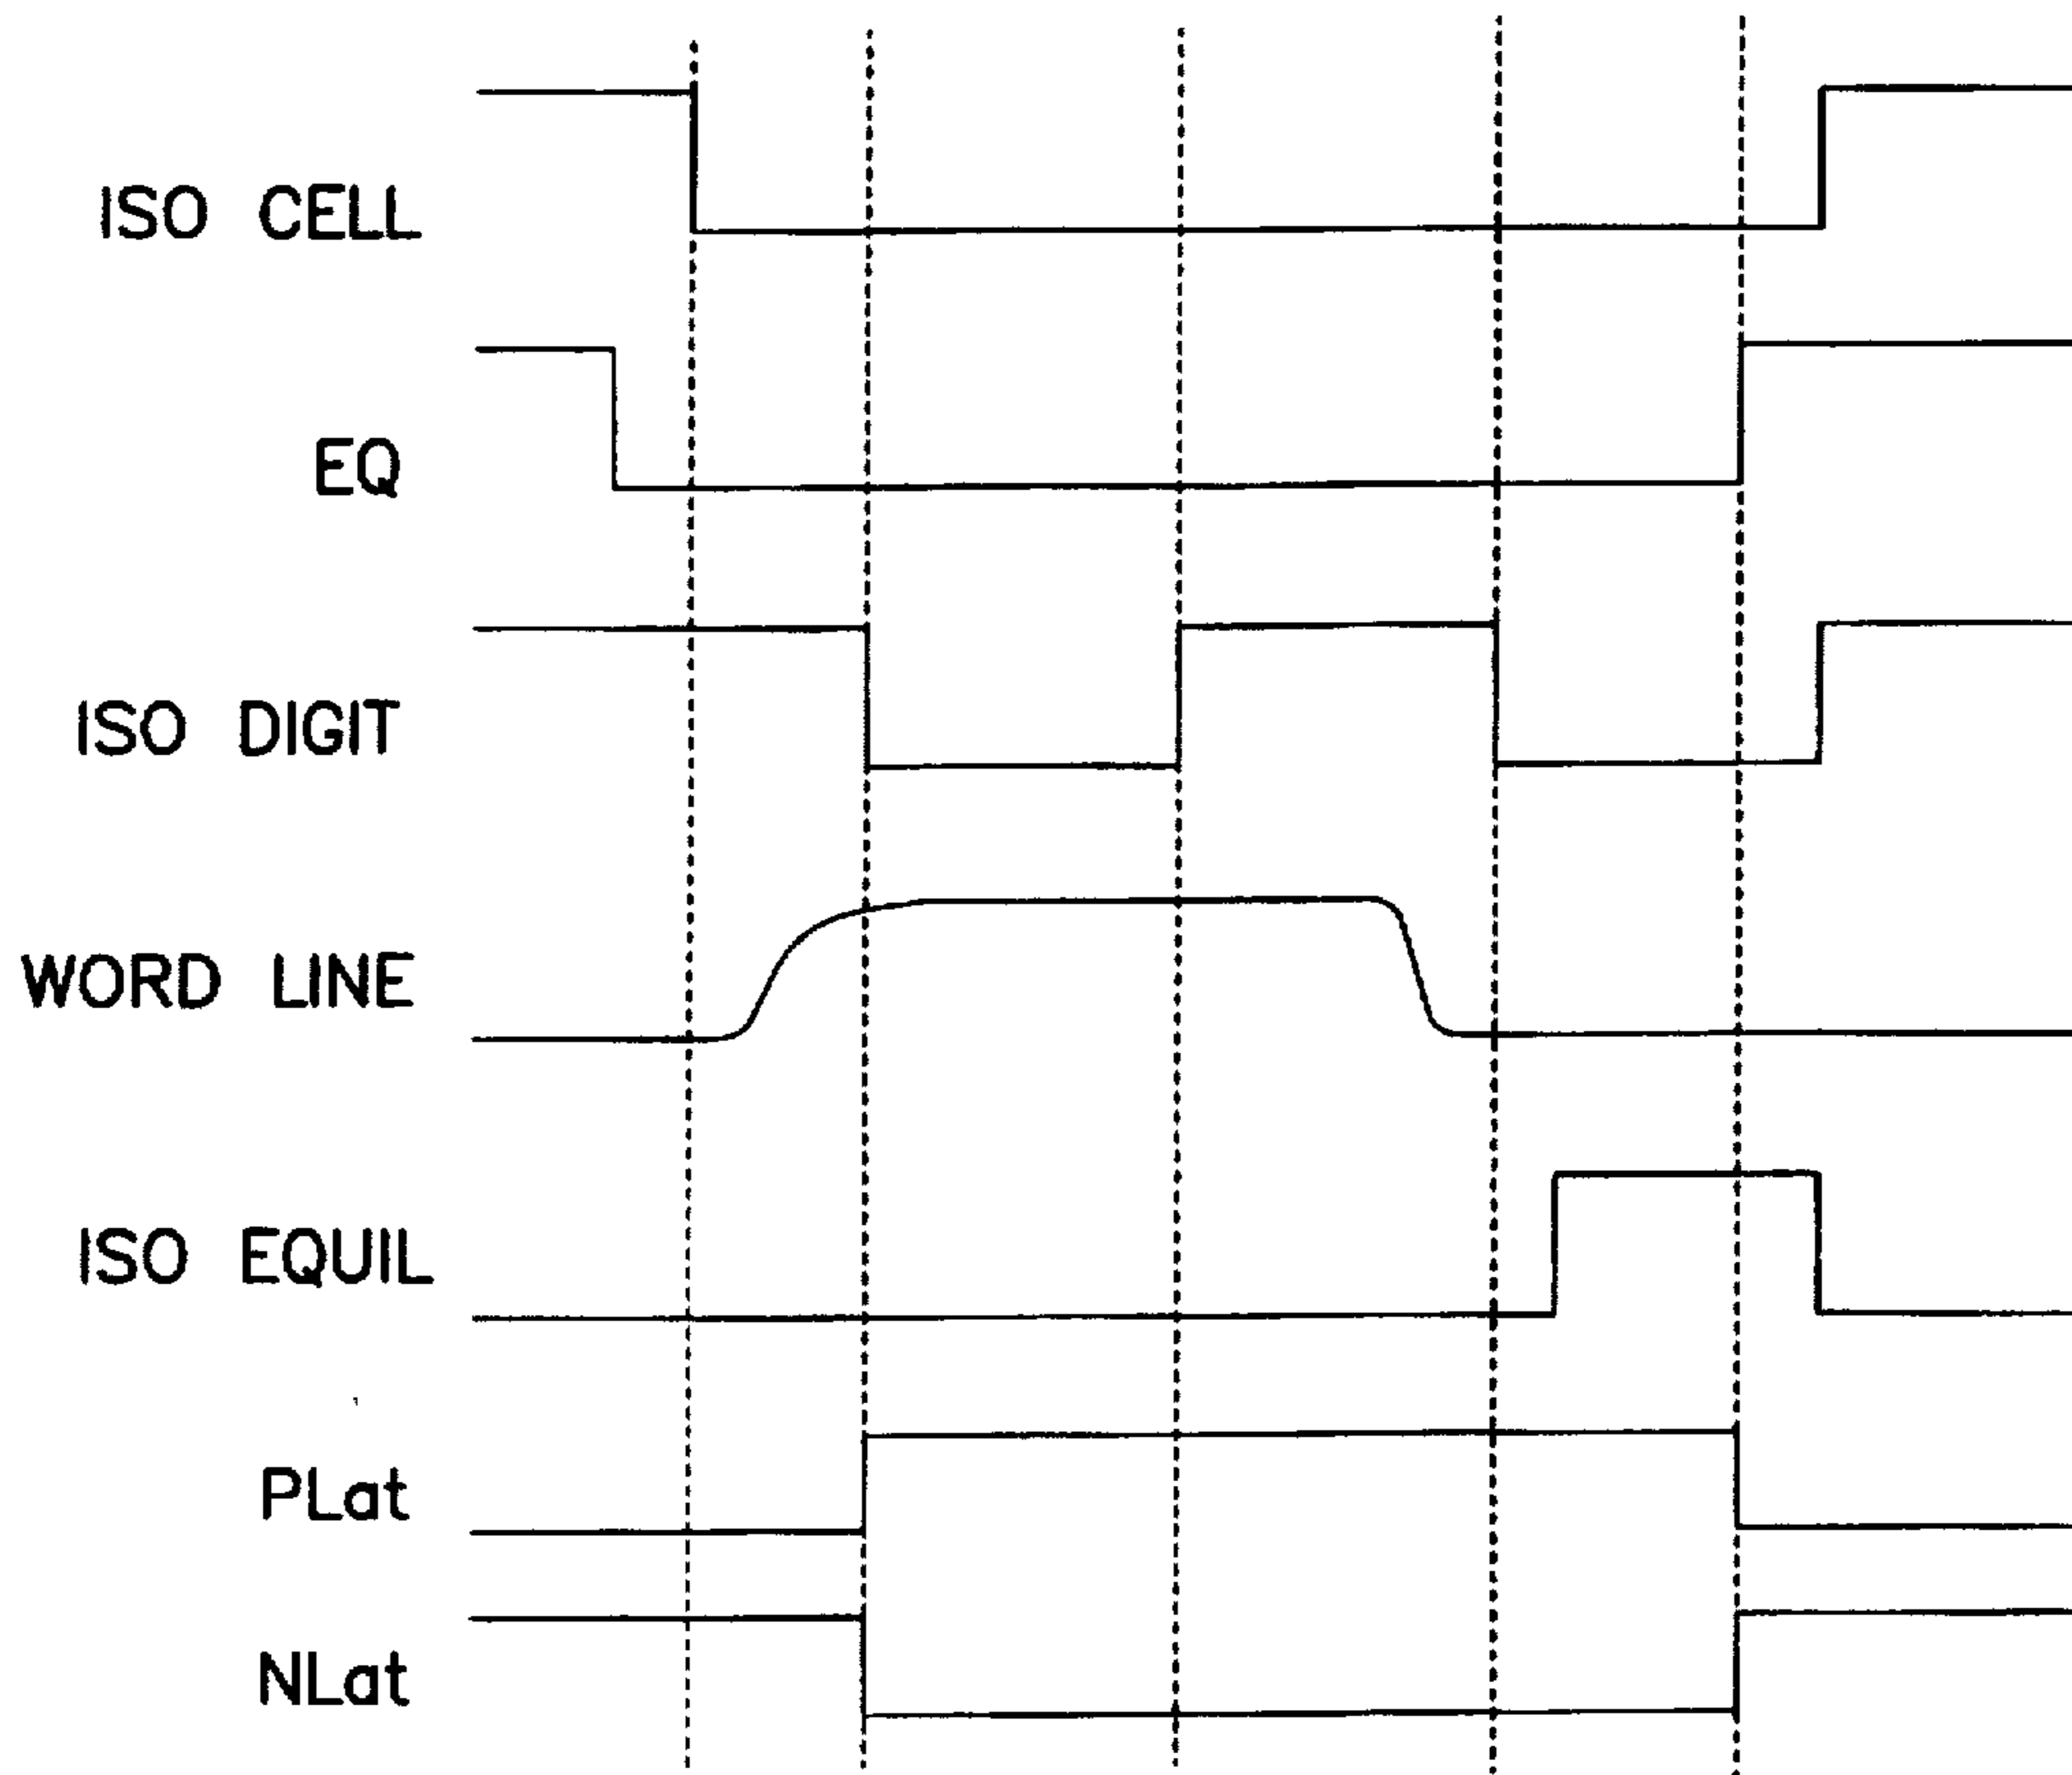 ISO CELL
EQ
ISO DIGIT
WORD LINE
ISO EQUIL
PLat
NLat